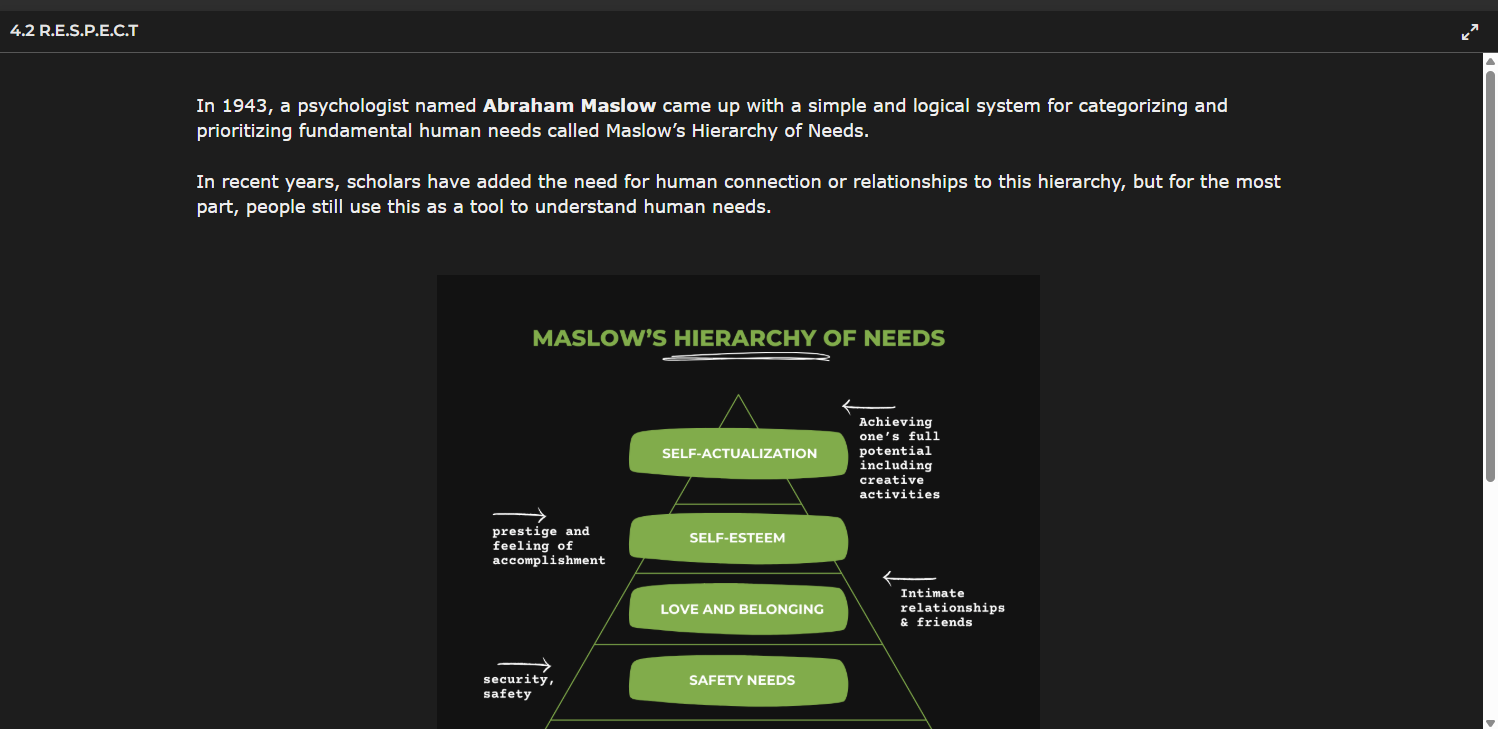 4.2 R.E.S.P.E.C.T
In 1943, a psychologist named Abraham Maslow came up with a simple and logical system for categorizing and
prioritizing fundamental human needs called Maslow’s Hierarchy of Needs.
In recent years, scholars have added the need for human connection or relationships to this hierarchy, but for the most
part, people still use this as a tool to understand human needs.
MASLOW’S HIERARCHY OF NEEDS
Achieving
one’s full
potential
including
creative
activities
SELF-ACTUALIZATION
prestige and
feeling of
accomplishment
SELF-ESTEEM
Intimate
relationships
& friends
LOVE AND BELONGING
security,
safety
SAFETY NEEDS